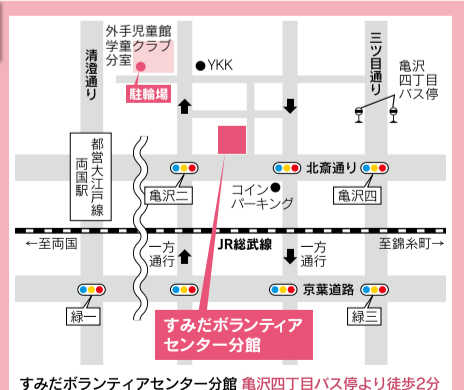 外手児童館
学童クラブ
分室
清澄通り
YKK
三ツ目通り
亀沢
四丁目
バス停
駐輪場
都営大江戸線
両国駅
北斎通り
亀沢二
コイン
パーキング
亀沢四
←至両国
一方
通行
JR総武線
一方
通行
至錦糸町→
京葉道路
緑一
緑三
すみだボランティア
センター分館
すみだボランティアセンター分館 亀沢四丁目バス停より徒歩2分